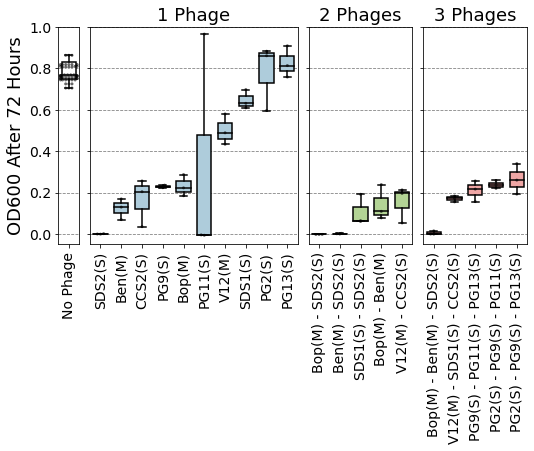 1 Phage
2 Phages
3 Phages
OD600 After 72 Hours
1.0
0.8
0.6
0.4
0.2
0.0
No Phage
SDS2(S)
Ben(M)
CCS2(S)
PG9(S)
Bop(M)
PG11(S)
V12(M)
SDS1(S)
PG2(S)
PG13(S)
Bop(M) - SDS2(S)
Ben(M) - SDS2(S)
SDS1(S) - SDS2(S)
Bop(M) - Ben(M)
V12(M) - CCS2(S)
Bop(M) - Ben(M) - SDS2(S)
V12(M) - SDS1(S) - CCS2(S)
PG9(S) - PG11(S) - PG13(S)
PG2(S) - PG9(S) - PG11(S)
PG2(S) - PG9(S) - PG13(S)